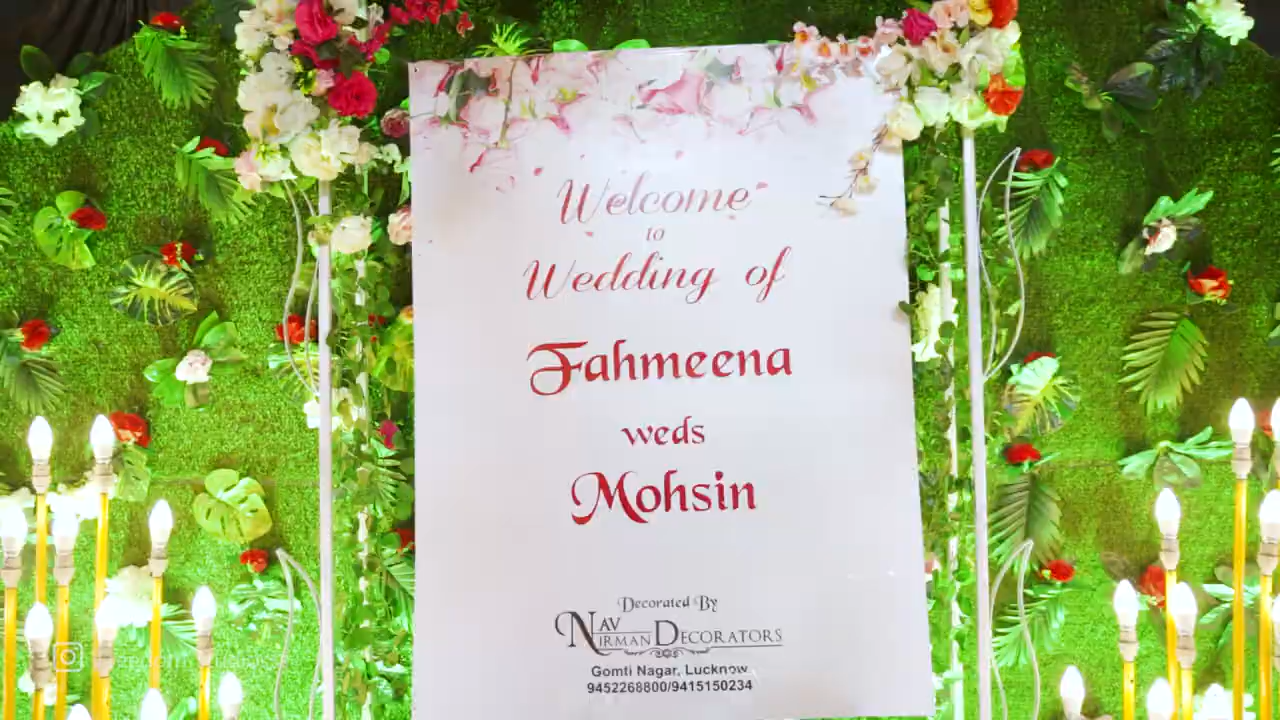 Welcome
to
Wedding of
Fahmeena
weds
Mohsin
Decorated By
NAV NIRMAN DECORATORS
Gomti Nagar, Lucknow
9452268800/9415150234